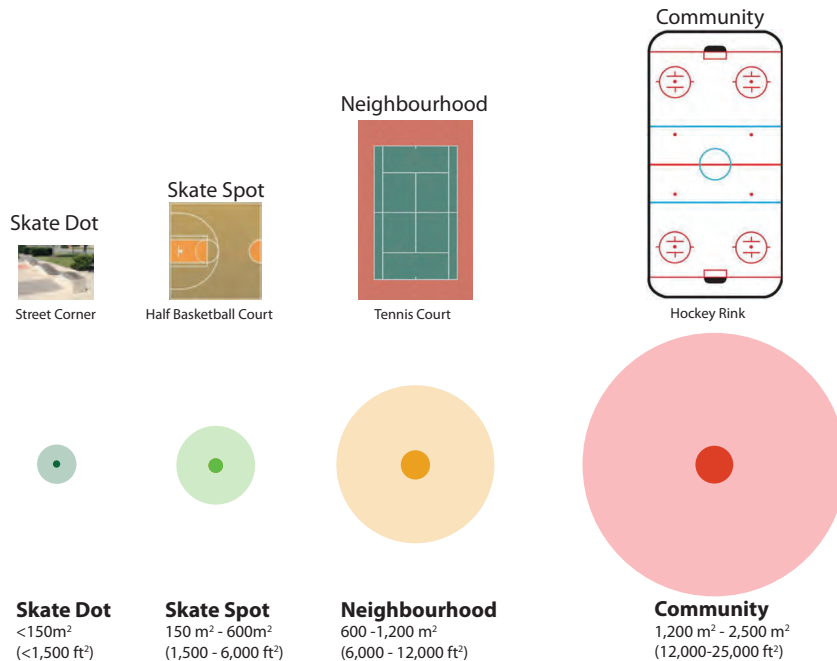 Community
Neighbourhood
Skate Spot
Skate Dot
Street Corner
Half Basketball Court
Tennis Court
Hockey Rink
Skate Dot
<150m²
(<1,500 ft²)
Skate Spot
150 m² - 600m²
(1,500 - 6,000 ft²)
Neighbourhood
600 -1,200 m²
(6,000 - 12,000 ft²)
Community
1,200 m² - 2,500 m²
(12,000-25,000 ft²)